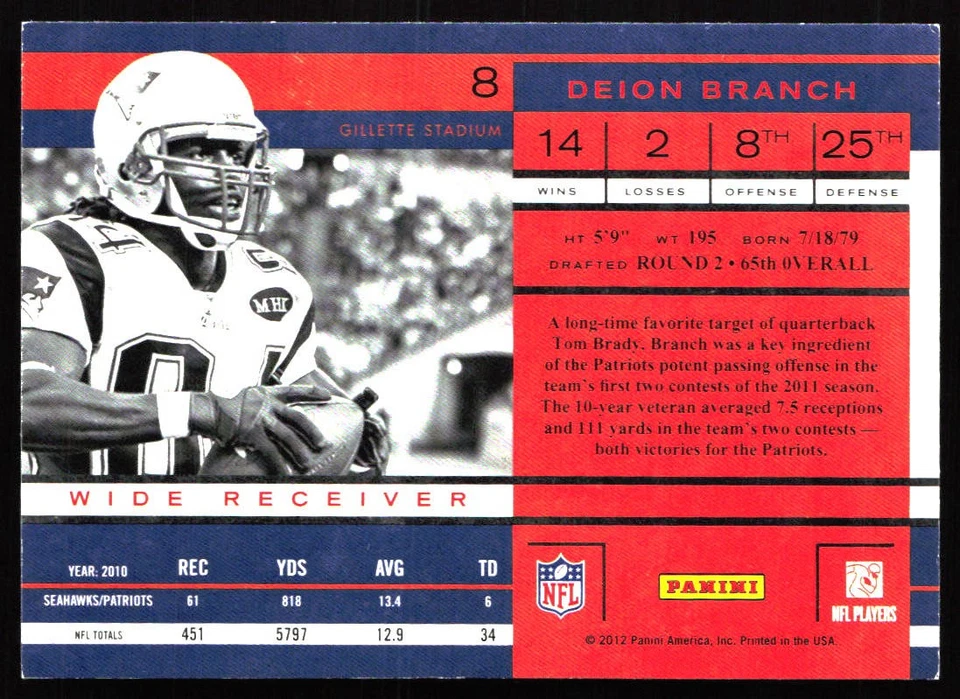 8
GILLETTE STADIUM
DEION BRANCH
14 2 8TH 25TH
WINS LOSSES OFFENSE DEFENSE
HT 5'9" WT 195 BORN 7/18/79
DRAFTED ROUND 2 • 65th OVERALL
A long-time favorite target of quarterback
Tom Brady, Branch was a key ingredient
of the Patriots potent passing offense in the
team's first two contests of the 2011 season.
The 10-year veteran averaged 7.5 receptions
and 111 yards in the team's two contests —
both victories for the Patriots.
MHK
WIDE RECEIVER
YEAR: 2010 REC YDS AVG TD
SEAHAWKS/PATRIOTS 61 818 13.4 6
NFL TOTALS 451 5797 12.9 34
NFL
PANINI
NFL PLAYERS
© 2012 Panini America, Inc. Printed in the USA.